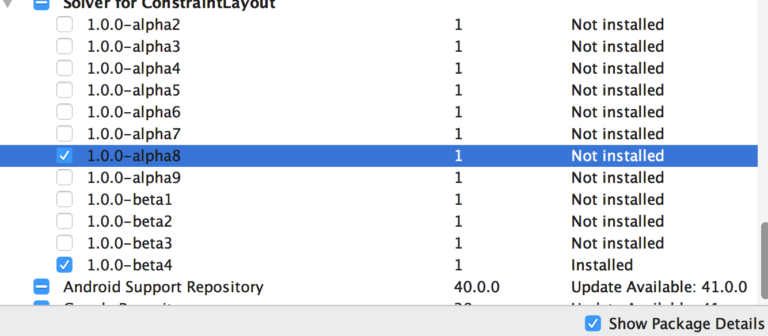 Solver for ConstraintLayout
1.0.0-alpha2 1 Not installed
1.0.0-alpha3 1 Not installed
1.0.0-alpha4 1 Not installed
1.0.0-alpha5 1 Not installed
1.0.0-alpha6 1 Not installed
1.0.0-alpha7 1 Not installed
1.0.0-alpha8 1 Not installed
1.0.0-alpha9 1 Not installed
1.0.0-beta1 1 Not installed
1.0.0-beta2 1 Not installed
1.0.0-beta3 1 Not installed
1.0.0-beta4 1 Installed
Android Support Repository 40.0.0 Update Available: 41.0.0
Show Package Details